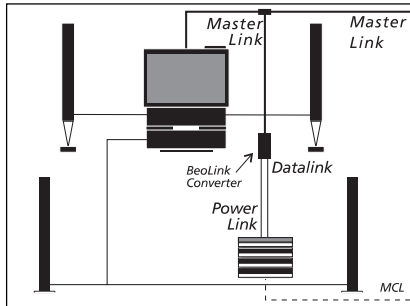 Master
Link
Master
Link
BeoLink
Converter
Datalink
Power
Link
MCL